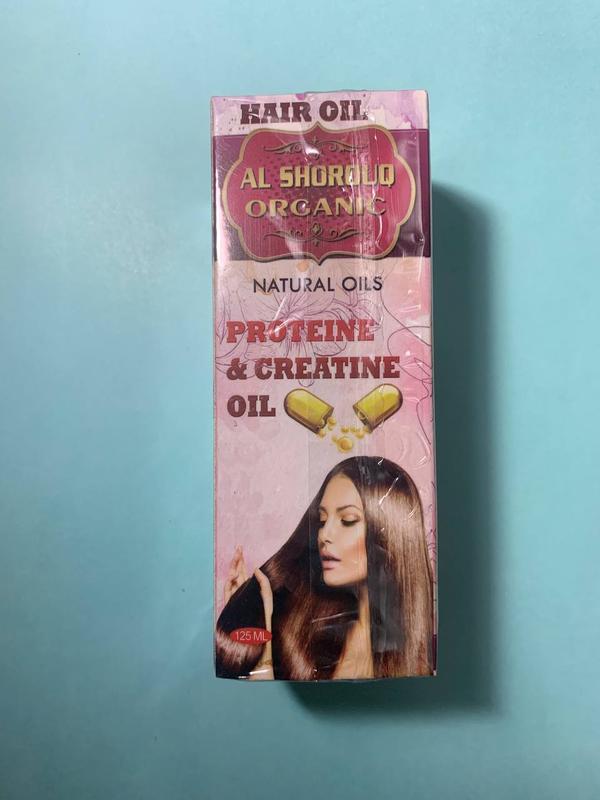 HAIR OIL
AL SHOROUQ
ORGANIC
NATURAL OILS
PROTEINE
& CREATINE
OIL
125 ML